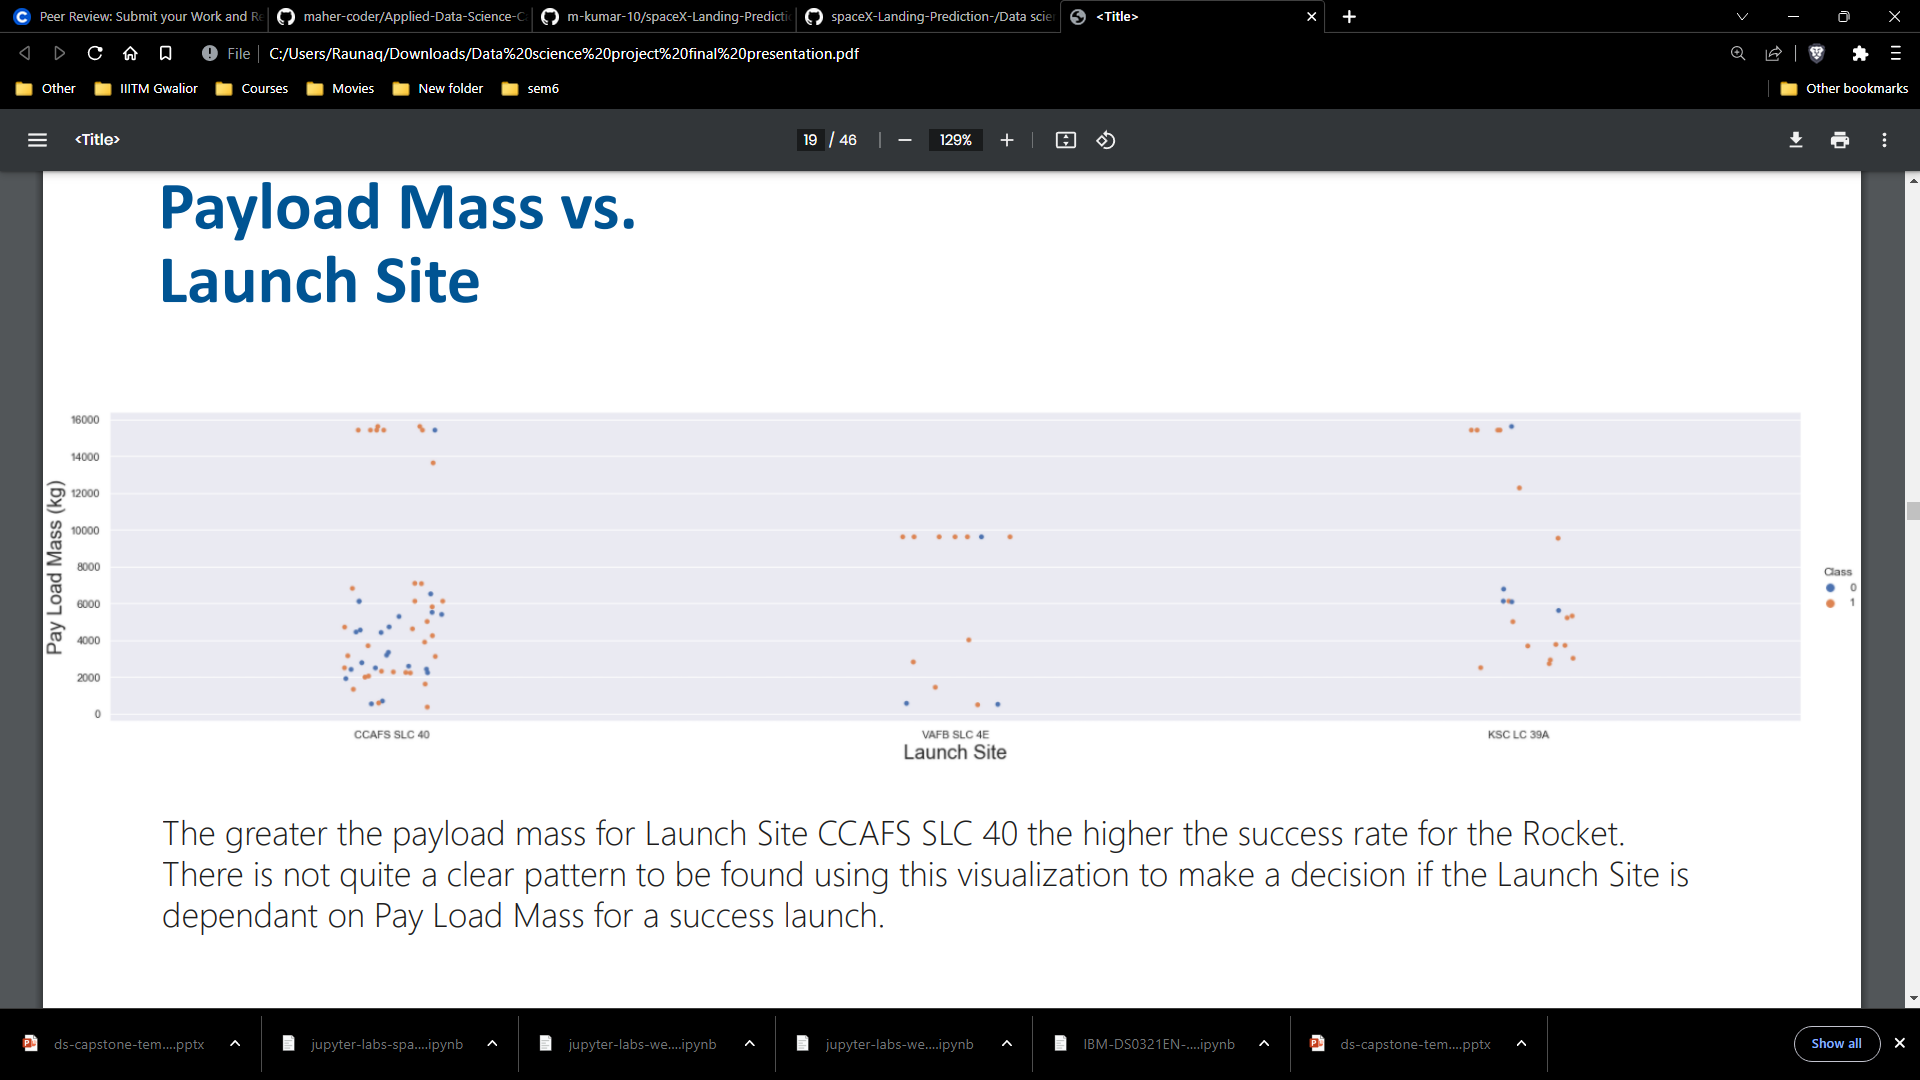 Peer Review: Submit your Work and Re
maher-coder/Applied-Data-Science-C
m-kumar-10/spaceX-Landing-Predicti
spaceX-Landing-Prediction-/Data scien
<Title>
File
C:/Users/Raunaq/Downloads/Data%20science%20project%20final%20presentation.pdf
Other
IIITM Gwalior
Courses
Movies
New folder
sem6
Other bookmarks
<Title>
19 / 46
129%
Payload Mass vs.
Launch Site
16000
14000
12000
10000
8000
6000
4000
2000
0
Pay Load Mass (kg)
CCAFS SLC 40
VAFB SLC 4E
KSC LC 39A
Launch Site
Class
0
1
The greater the payload mass for Launch Site CCAFS SLC 40 the higher the success rate for the Rocket.
There is not quite a clear pattern to be found using this visualization to make a decision if the Launch Site is
dependant on Pay Load Mass for a success launch.
ds-capstone-tem....pptx
jupyter-labs-spa....ipynb
jupyter-labs-we....ipynb
jupyter-labs-we....ipynb
IBM-DS0321EN-....ipynb
ds-capstone-tem....pptx
Show all